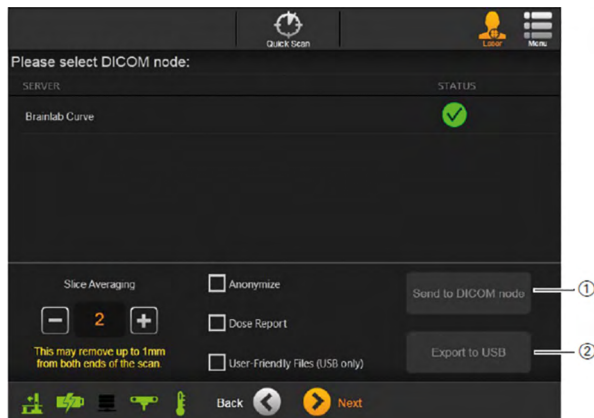 Quick Scan
Laser
Menu
Please select DICOM node:
SERVER STATUS
Brainlab Curve
Slice Averaging
2
This may remove up to 1mm
from both ends of the scan.
Anonymize
Dose Report
User-Friendly Files (USB only)
Send to DICOM node
Export to USB
1
2
Back
Next